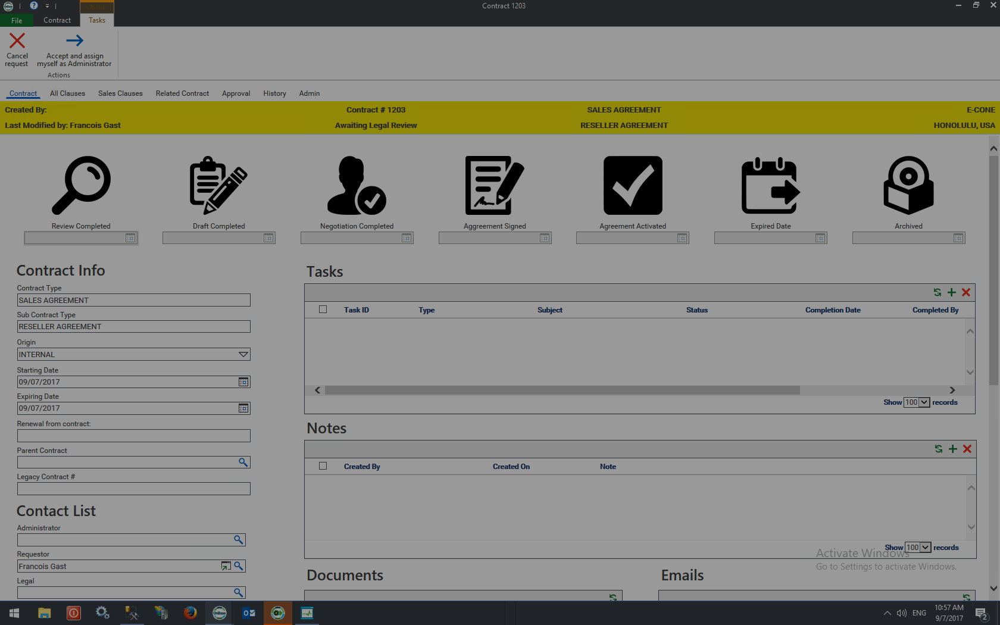 Contract 1203
File
Contract
Tasks
Cancel request
Accept and assign myself as Administrator
Actions
Contract
All Clauses
Sales Clauses
Related Contract
Approval
History
Admin
Created By:
Contract # 1203
SALES AGREEMENT
E-CONE
Last Modified by: Francois Gast
Awaiting Legal Review
RESELLER AGREEMENT
HONOLULU, USA
Review Completed
Draft Completed
Negotiation Completed
Aggreement Signed
Agreement Activated
Expired Date
Archived
Contract Info
Contract Type
SALES AGREEMENT
Sub Contract Type
RESELLER AGREEMENT
Origin
INTERNAL
Starting Date
09/07/2017
Expiring Date
09/07/2017
Renewal from contract:
Parent Contract
Legacy Contract #
Contact List
Administrator
Requestor
Francois Gast
Legal
Tasks
Task ID
Type
Subject
Status
Completion Date
Completed By
Show 100 records
Notes
Created By
Created On
Note
Show 100 records
Activate Windows
Go to Settings to activate Windows.
Documents
Emails
OnBase
ENG
10:57 AM
9/7/2017
2